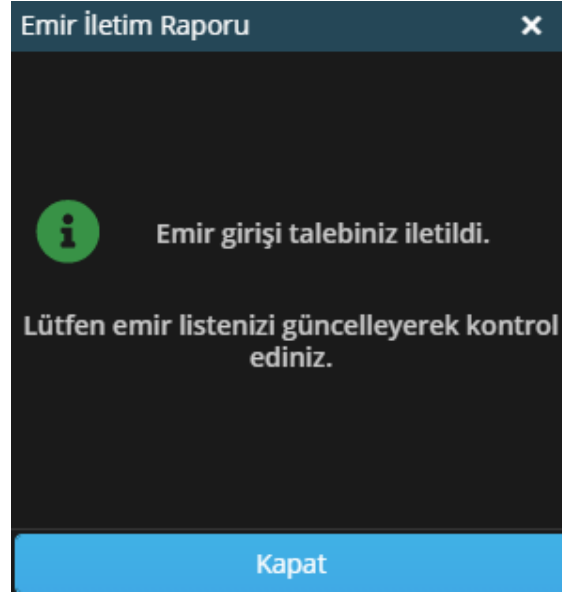 Emir İletim Raporu
Emir girişi talebiniz iletildi.
Lütfen emir listenizi güncelleyerek kontrol
ediniz.
Kapat